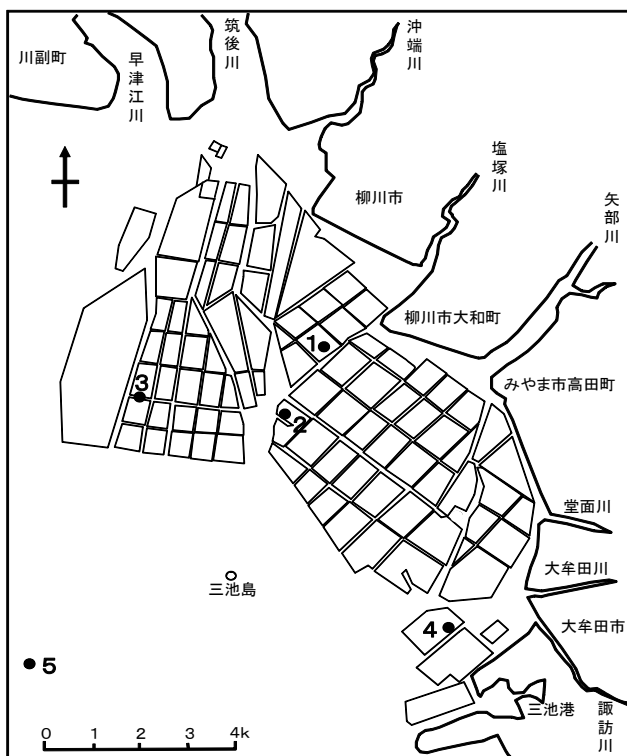 川副町
早津江川
筑後川
沖端川
塩塚川
柳川市
矢部川
柳川市大和町
1
みやま市高田町
3
2
堂面川
大牟田川
三池島
4
大牟田市
5
三池港
諏訪川
0 1 2 3 4k